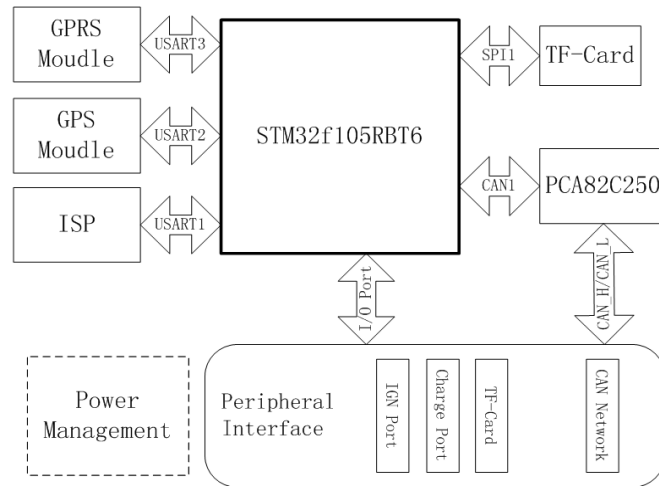 GPRS
Moudle
USART3
STM32f105RBT6
SPI1
TF-Card
GPS
Moudle
USART2
CAN1
PCA82C250
ISP
USART1
I/O Port
CAN_H/CAN_L
Power
Management
Peripheral
Interface
IGN Port
Charge Port
TF-Card
CAN Network